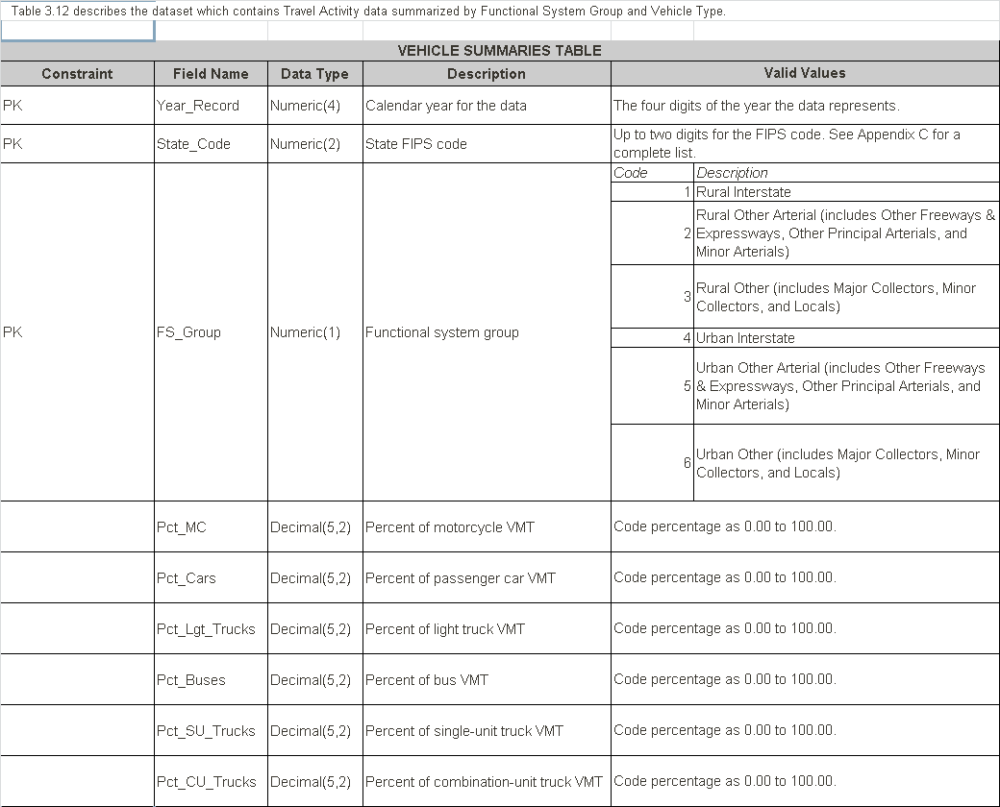 Table 3.12 describes the dataset which contains Travel Activity data summarized by Functional System Group and Vehicle Type.
VEHICLE SUMMARIES TABLE
Constraint Field Name Data Type Description Valid Values
PK Year_Record Numeric(4) Calendar year for the data The four digits of the year the data represents.
PK State_Code Numeric(2) State FIPS code Up to two digits for the FIPS code. See Appendix C for a
complete list.
PK FS_Group Numeric(1) Functional system group
Code Description
1 Rural Interstate
2 Rural Other Arterial (includes Other Freeways &
Expressways, Other Principal Arterials, and
Minor Arterials)
3 Rural Other (includes Major Collectors, Minor
Collectors, and Locals)
4 Urban Interstate
5 Urban Other Arterial (includes Other Freeways
& Expressways, Other Principal Arterials, and
Minor Arterials)
6 Urban Other (includes Major Collectors, Minor
Collectors, and Locals)
Pct_MC Decimal(5,2) Percent of motorcycle VMT Code percentage as 0.00 to 100.00.
Pct_Cars Decimal(5,2) Percent of passenger car VMT Code percentage as 0.00 to 100.00.
Pct_Lgt_Trucks Decimal(5,2) Percent of light truck VMT Code percentage as 0.00 to 100.00.
Pct_Buses Decimal(5,2) Percent of bus VMT Code percentage as 0.00 to 100.00.
Pct_SU_Trucks Decimal(5,2) Percent of single-unit truck VMT Code percentage as 0.00 to 100.00.
Pct_CU_Trucks Decimal(5,2) Percent of combination-unit truck VMT Code percentage as 0.00 to 100.00.